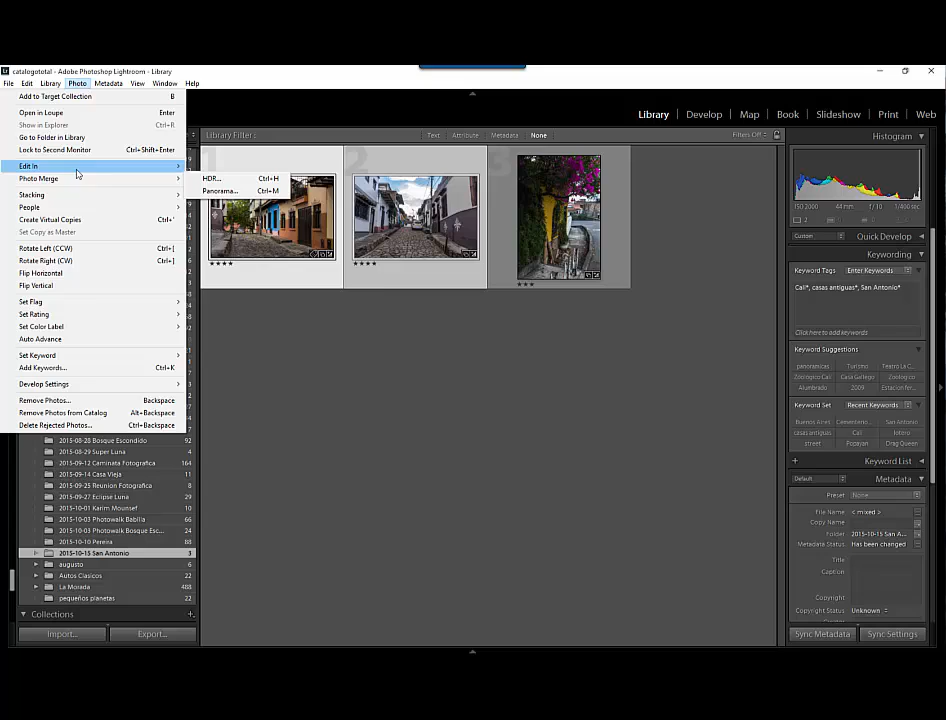 catalogototal - Adobe Photoshop Lightroom - Library
File Edit Library Photo Metadata View Window Help
Add to Target Collection B
Open in Loupe Enter
Show in Explorer Ctrl+R
Go to Folder in Library
Lock to Second Monitor Ctrl+Shift+Enter
Edit In
Photo Merge
HDR... Ctrl+H
Panorama... Ctrl+M
Stacking
People
Create Virtual Copies Ctrl+'
Set Copy as Master
Rotate Left (CCW) Ctrl+[
Rotate Right (CW) Ctrl+]
Flip Horizontal
Flip Vertical
Set Flag
Set Rating
Set Color Label
Auto Advance
Set Keyword
Add Keywords... Ctrl+K
Develop Settings
Remove Photos... Backspace
Remove Photos from Catalog Alt+Backspace
Delete Rejected Photos... Ctrl+Backspace
2015-08-28 Bosque Escondido 92
2015-08-29 Super Luna 4
2015-09-12 Caminata Fotografica 164
2015-09-14 Casa Vieja 11
2015-09-25 Reunion Fotografica 8
2015-09-27 Eclipse Luna 29
2015-10-01 Karim Mounsef 10
2015-10-03 Photowalk Babilla 66
2015-10-03 Photowalk Bosque Esc... 24
2015-10-10 Pereira 88
2015-10-15 San Antonio 3
augusto 6
Autos Clasicos 22
La Morada 488
pequeños planetas 22
Collections
Import... Export...
Library Develop Map Book Slideshow Print Web
Library Filter : Text Attribute Metadata None Filters Off
1 2 3
Histogram
ISO 2000 44 mm f / 10 1/400 sec
2
Custom Quick Develop
Keywording
Keyword Tags Enter Keywords
Cali*, casas antiguas*, San Antonio*
Click here to add keywords
Keyword Suggestions
panoramicas Turismo Teatro La C...
Zoologico Cali Casa Gallego Zoologico
Alumbrado 2009 Estacion fer...
Keyword Set Recent Keywords
Buenos Aires Cementerio... San Antonio
casas antiguas Cali lotero
street Popayan Drag Queen
Keyword List
Default Metadata
Preset None
File Name < mixed >
Copy Name
Folder 2015-10-15 San A...
Metadata Status Has been changed
Title
Caption
Copyright
Copyright Status Unknown
Sync Metadata Sync Settings